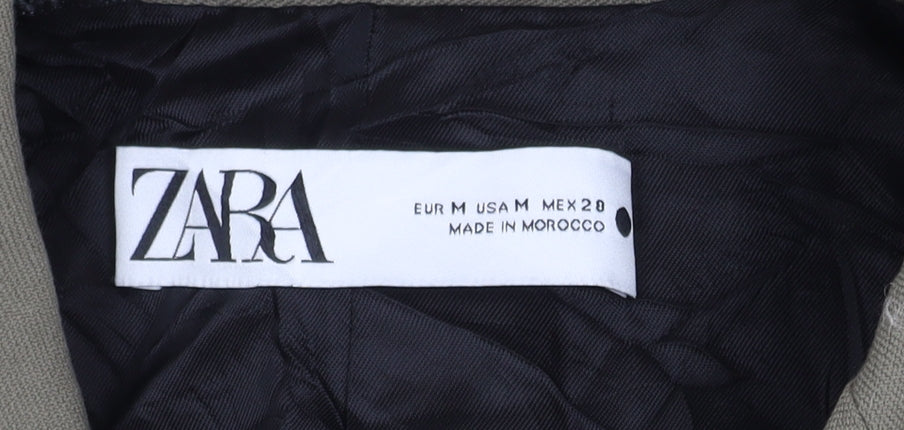 ZARA
EUR M USA M MEX 28
MADE IN MOROCCO